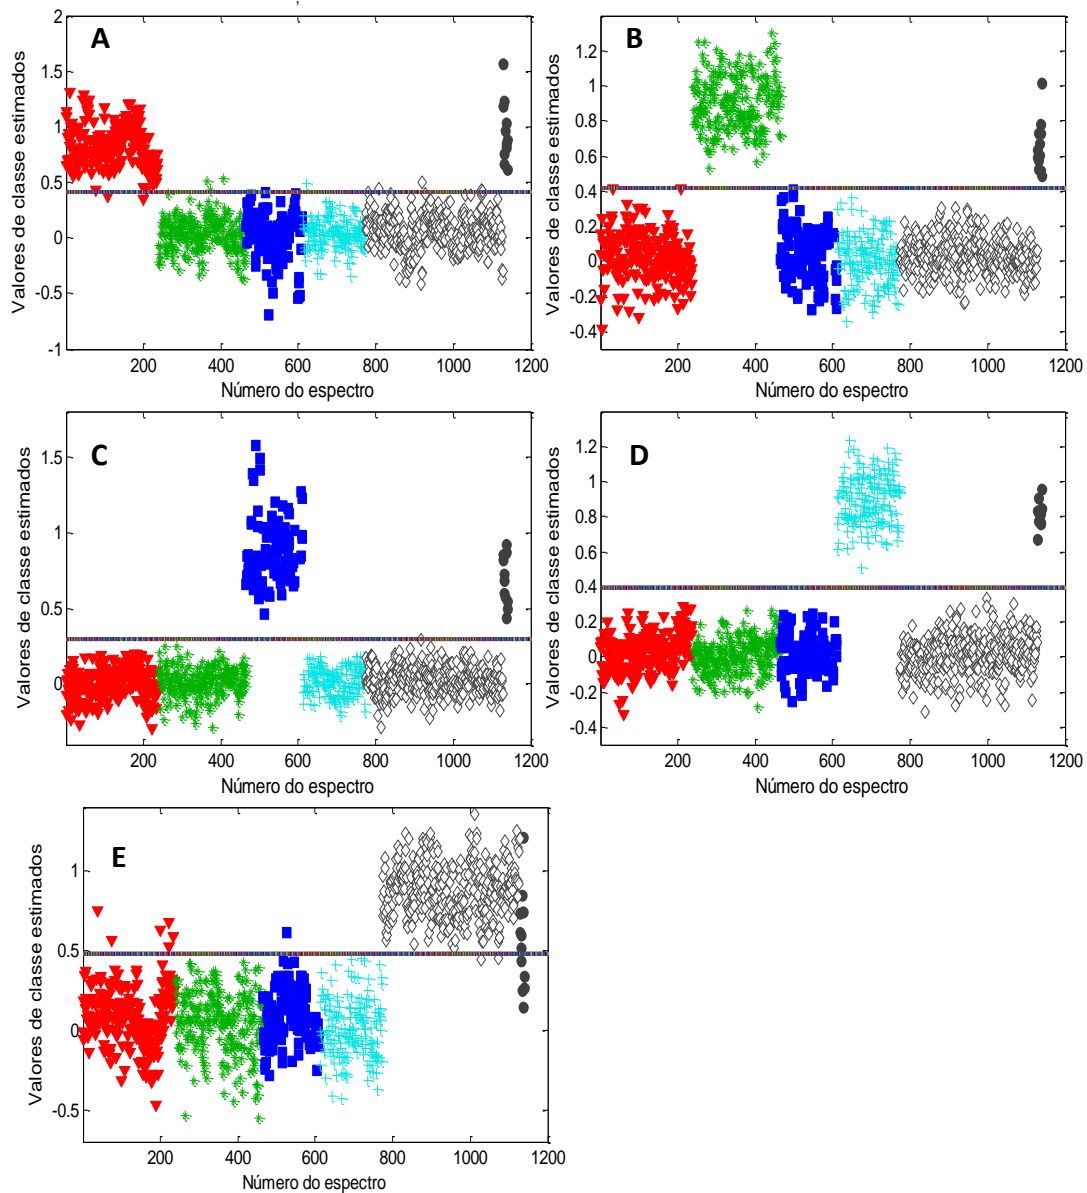 ,
A
Valores de classe estimados
2
1.5
1
0.5
0
-0.5
-1
200 400 600 800 1000 1200
Número do espectro
B
Valores de classe estimados
1.2
1
0.8
0.6
0.4
0.2
0
-0.2
-0.4
200 400 600 800 1000 1200
Número do espectro
C
Valores de classe estimados
1.5
1
0.5
0
200 400 600 800 1000 1200
Número do espectro
D
Valores de classe estimados
1.2
1
0.8
0.6
0.4
0.2
0
-0.2
-0.4
200 400 600 800 1000 1200
Número do espectro
E
Valores de classe estimados
1
0.5
0
-0.5
200 400 600 800 1000 1200
Número do espectro